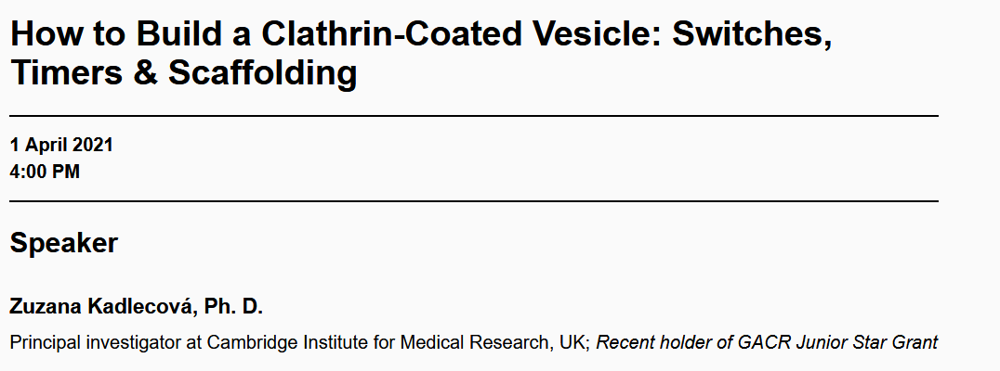 How to Build a Clathrin-Coated Vesicle: Switches,
Timers & Scaffolding
1 April 2021
4:00 PM
Speaker
Zuzana Kadlecová, Ph. D.
Principal investigator at Cambridge Institute for Medical Research, UK; Recent holder of GACR Junior Star Grant